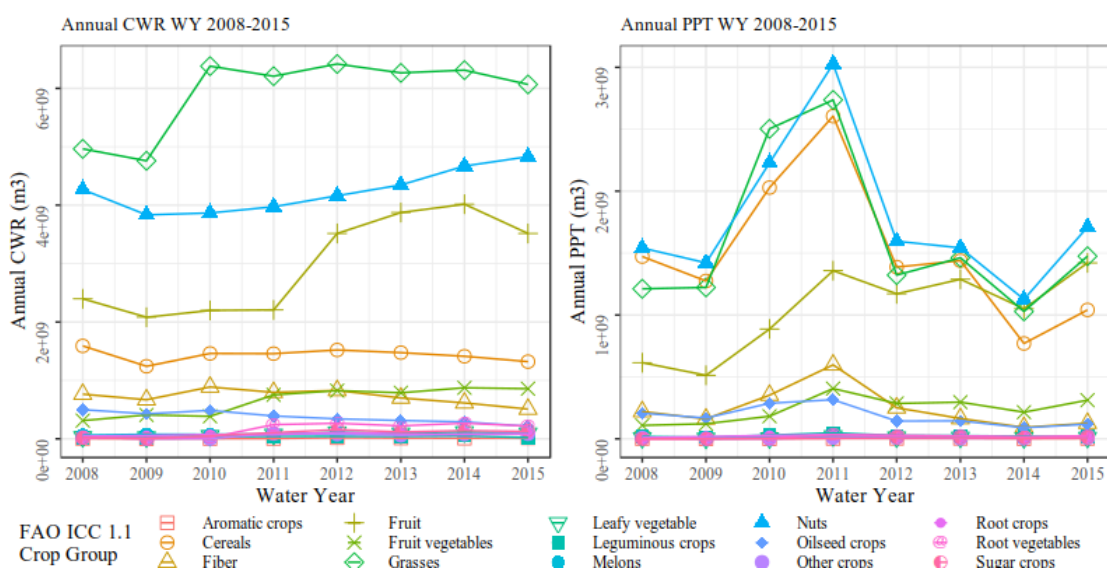 Annual CWR WY 2008-2015
Annual CWR (m3)
6e+09
4e+09
2e+09
0e+00
2008 2009 2010 2011 2012 2013 2014 2015
Water Year
Annual PPT WY 2008-2015
Annual PPT (m3)
3e+09
2e+09
1e+09
0e+00
2008 2009 2010 2011 2012 2013 2014 2015
Water Year
FAO ICC 1.1
Crop Group
Aromatic crops
Cereals
Fiber
Fruit
Fruit vegetables
Grasses
Leafy vegetable
Leguminous crops
Melons
Nuts
Oilseed crops
Other crops
Root crops
Root vegetables
Sugar crops